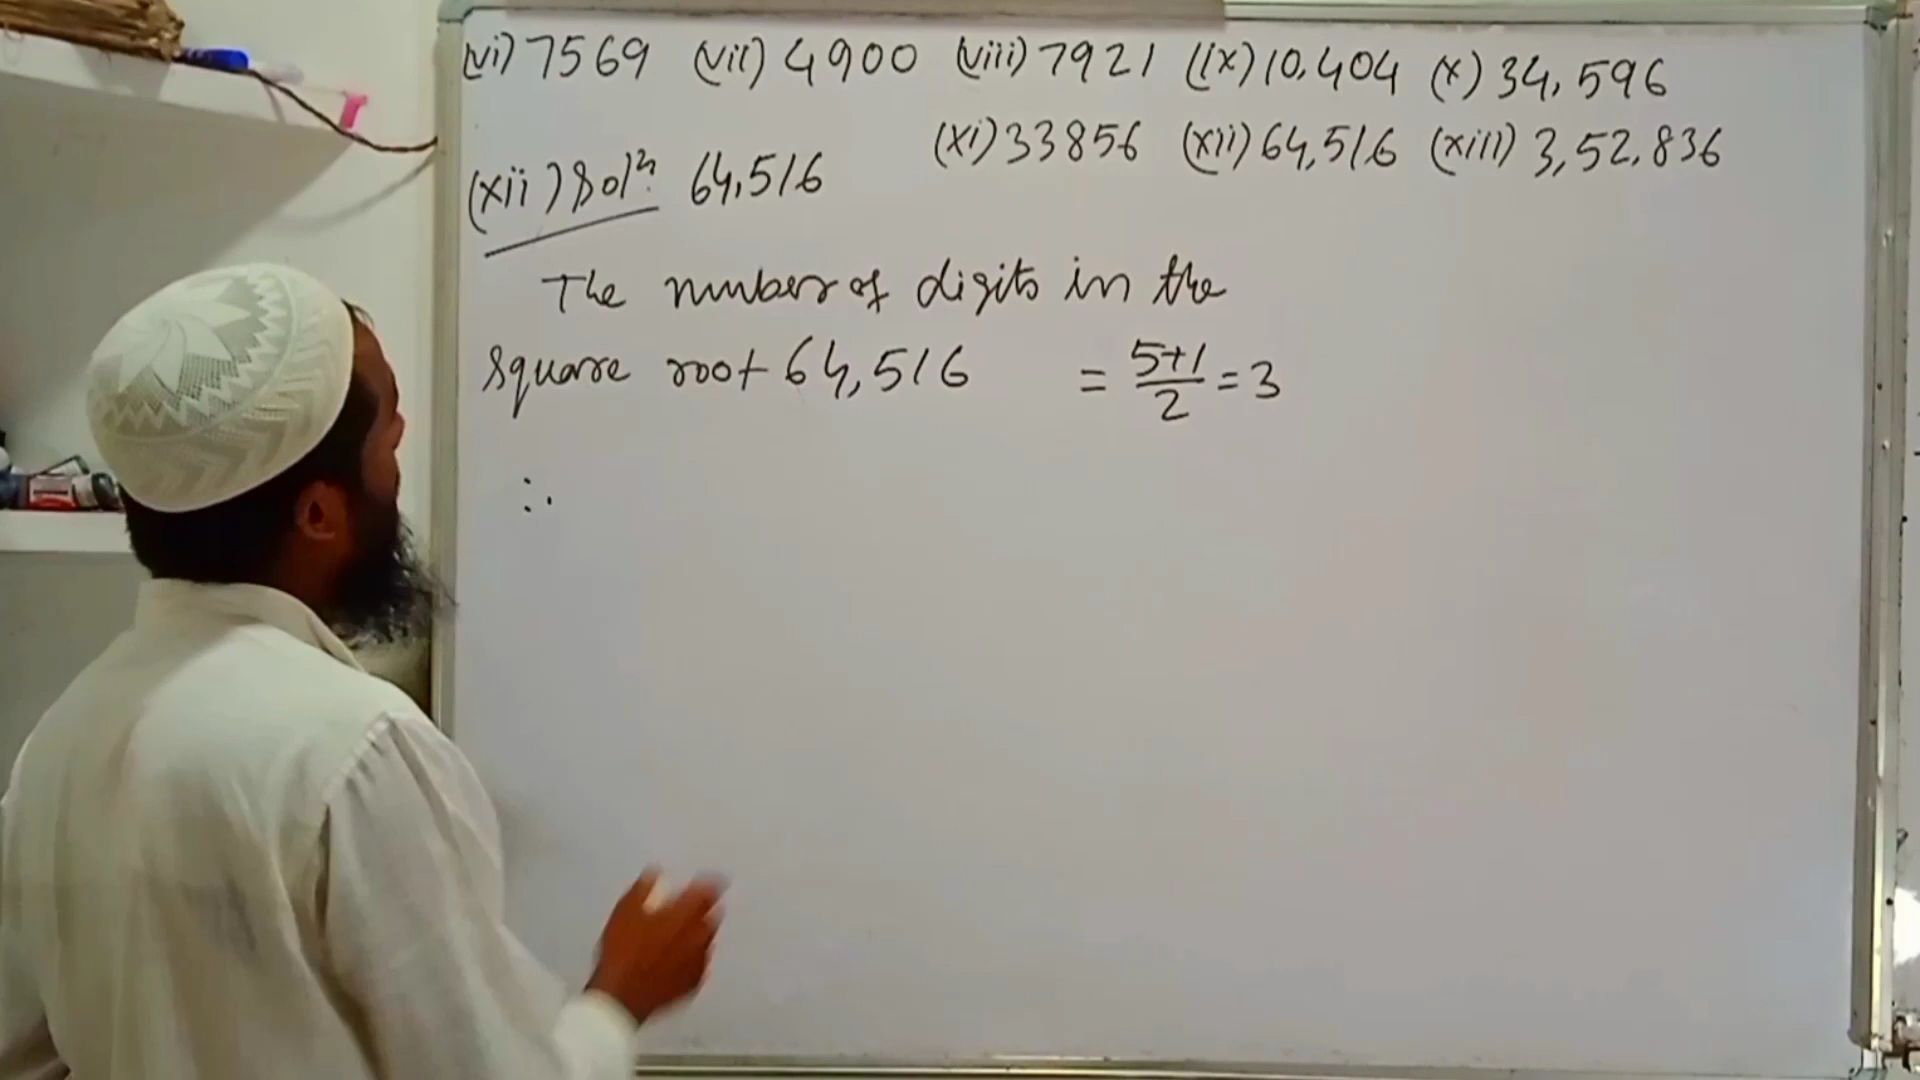 (vi) 7569 (vii) 4900 (viii) 7921 (ix) 10,404 (x) 34,596
(xi) 33856 (xii) 64,516 (xiii) 3,52,836
(xii) Solⁿ. 64,516
The number of digits in the
square root 64,516 = 5+1/2 = 3
∴